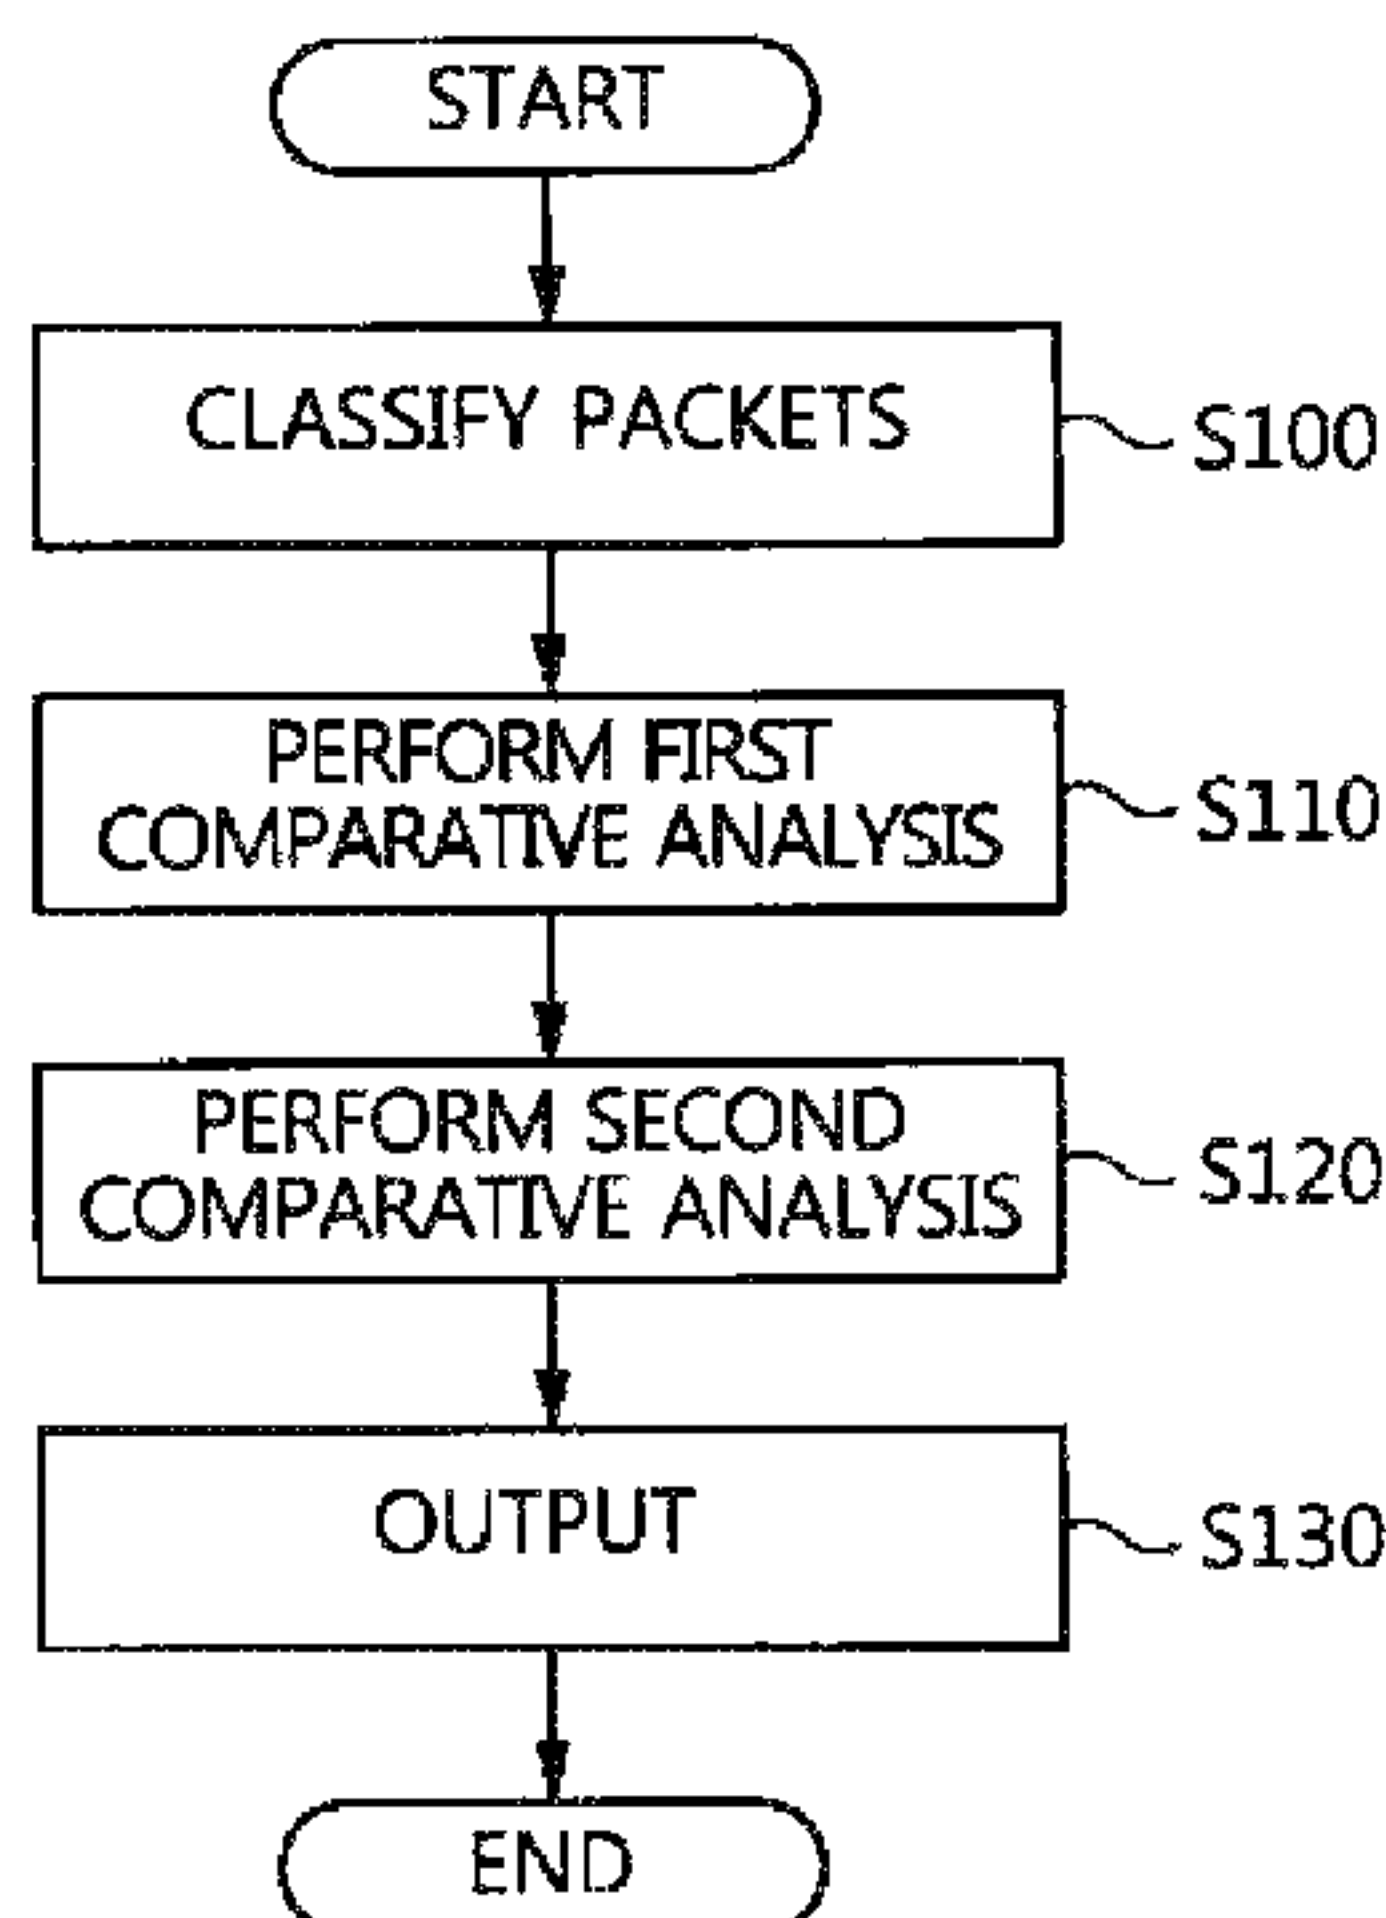 START
CLASSIFY PACKETS
S100
PERFORM FIRST
COMPARATIVE ANALYSIS
S110
PERFORM SECOND
COMPARATIVE ANALYSIS
S120
OUTPUT
S130
END